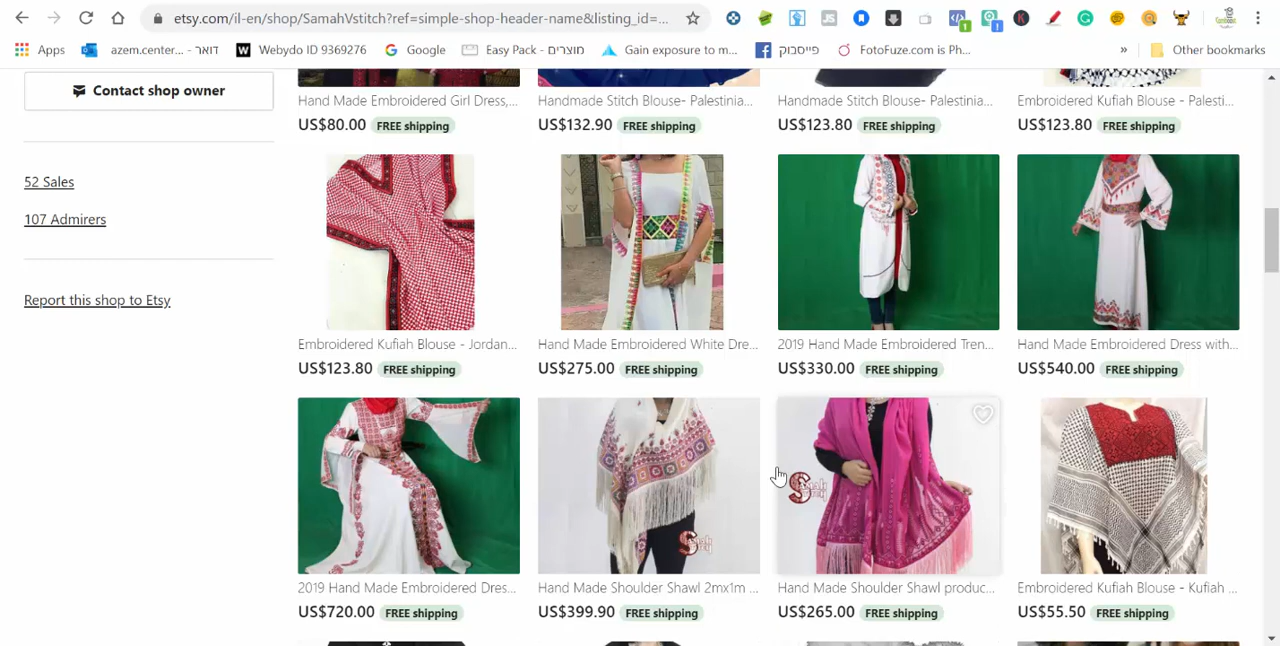 etsy.com/il-en/shop/SamahVstitch?ref=simple-shop-header-name&listing_id=...
Apps
azem.center... - דואר
Webydo ID 9369276
Google
Easy Pack - מוצרים
Gain exposure to m...
פייסבוק
FotoFuze.com is Ph...
»
Other bookmarks
Contact shop owner
52 Sales
107 Admirers
Report this shop to Etsy
Hand Made Embroidered Girl Dress,...
US$80.00 FREE shipping
Handmade Stitch Blouse- Palestinia...
US$132.90 FREE shipping
Handmade Stitch Blouse- Palestinia...
US$123.80 FREE shipping
Embroidered Kufiah Blouse - Palesti...
US$123.80 FREE shipping
Embroidered Kufiah Blouse - Jordan...
US$123.80 FREE shipping
Hand Made Embroidered White Dre...
US$275.00 FREE shipping
2019 Hand Made Embroidered Tren...
US$330.00 FREE shipping
Hand Made Embroidered Dress with...
US$540.00 FREE shipping
2019 Hand Made Embroidered Dres...
US$720.00 FREE shipping
Hand Made Shoulder Shawl 2mx1m ...
US$399.90 FREE shipping
Hand Made Shoulder Shawl produc...
US$265.00 FREE shipping
Embroidered Kufiah Blouse - Kufiah ...
US$55.50 FREE shipping